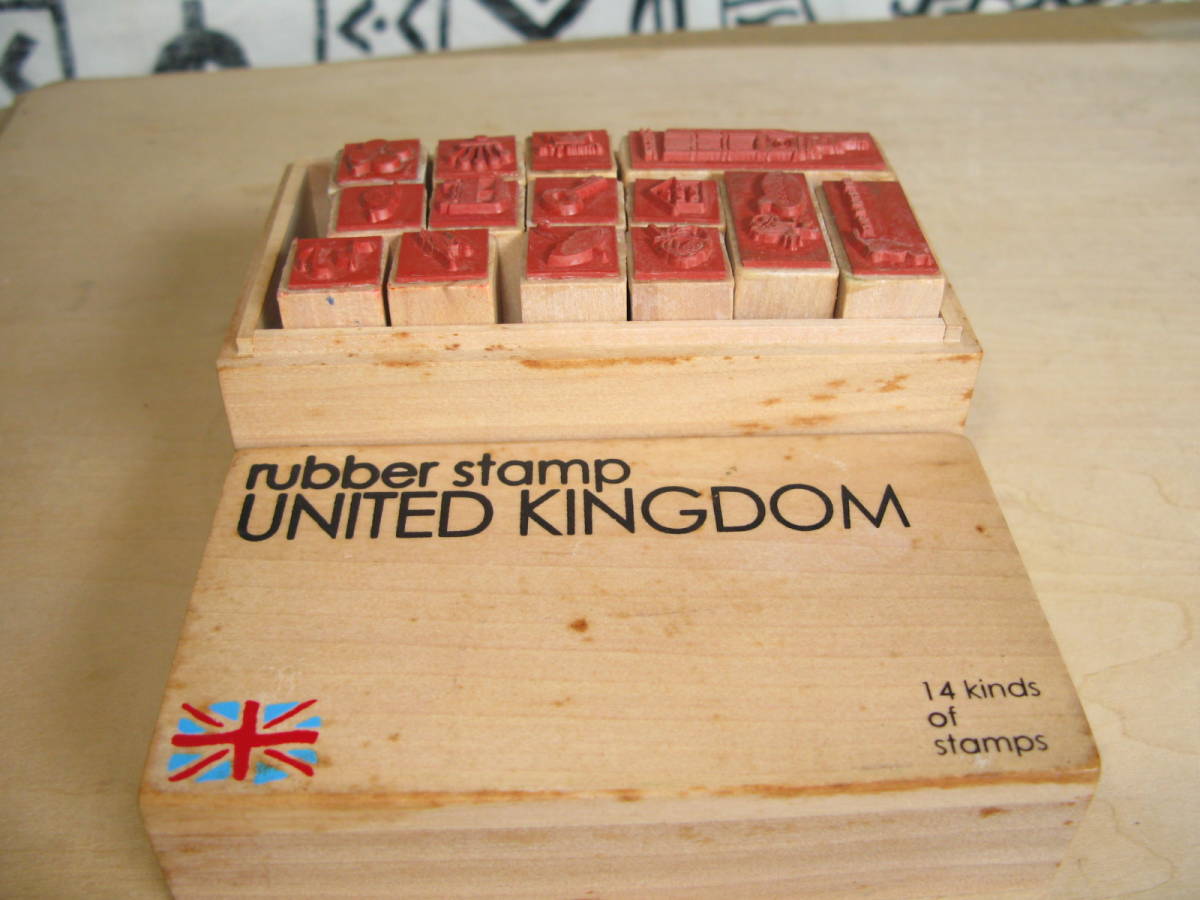 rubber stamp
UNITED KINGDOM
14 kinds
of
stamps